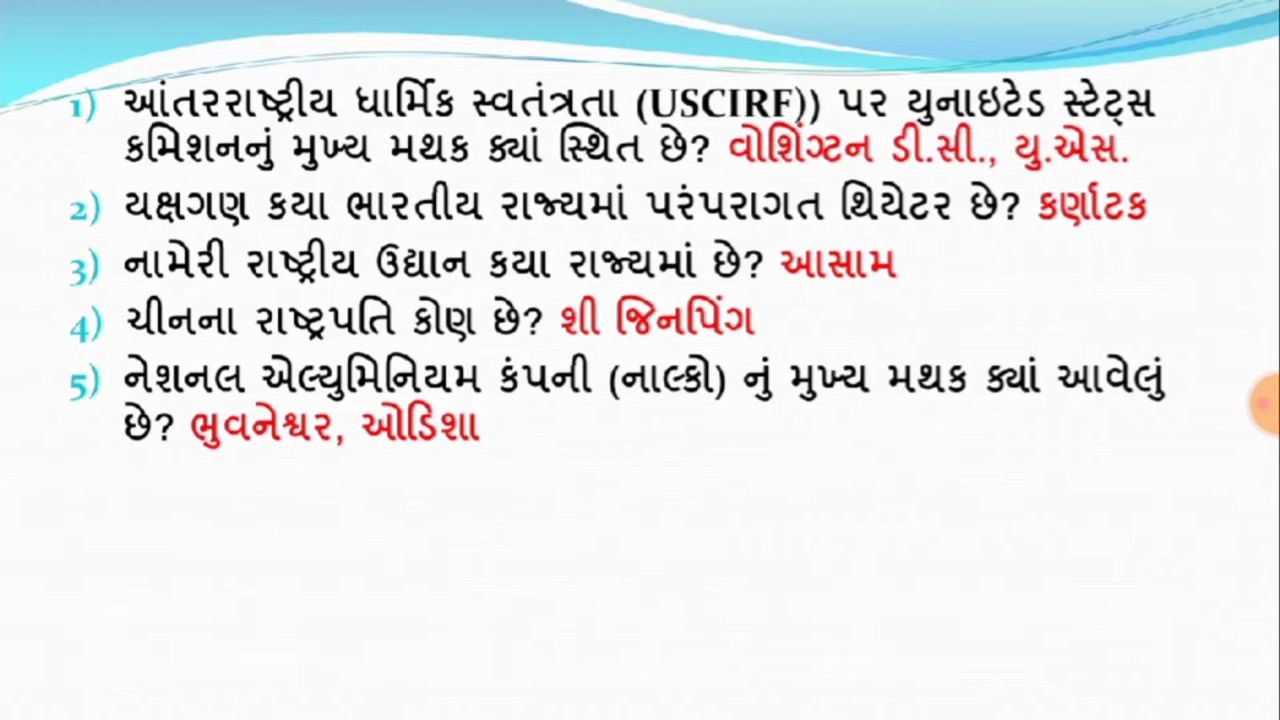 1) આંતરરાષ્ટ્રીય ધાર્મિક સ્વતંત્રતા (USCIRF)) પર યુનાઇટેડ સ્ટેટ્સ
કમિશનનું મુખ્ય મથક ક્યાં સ્થિત છે? વોશિંગ્ટન ડી.સી., યુ.એસ.
2) યક્ષગણ કયા ભારતીય રાજ્યમાં પરંપરાગત થિયેટર છે? કર્ણાટક
3) નામેરી રાષ્ટ્રીય ઉદ્યાન કયા રાજ્યમાં છે? આસામ
4) ચીનના રાષ્ટ્રપતિ કોણ છે? શી જિનપિંગ
5) નેશનલ એલ્યુમિનિયમ કંપની (નાલ્કો) નું મુખ્ય મથક ક્યાં આવેલું
છે? ભુવનેશ્વર, ઓડિશા